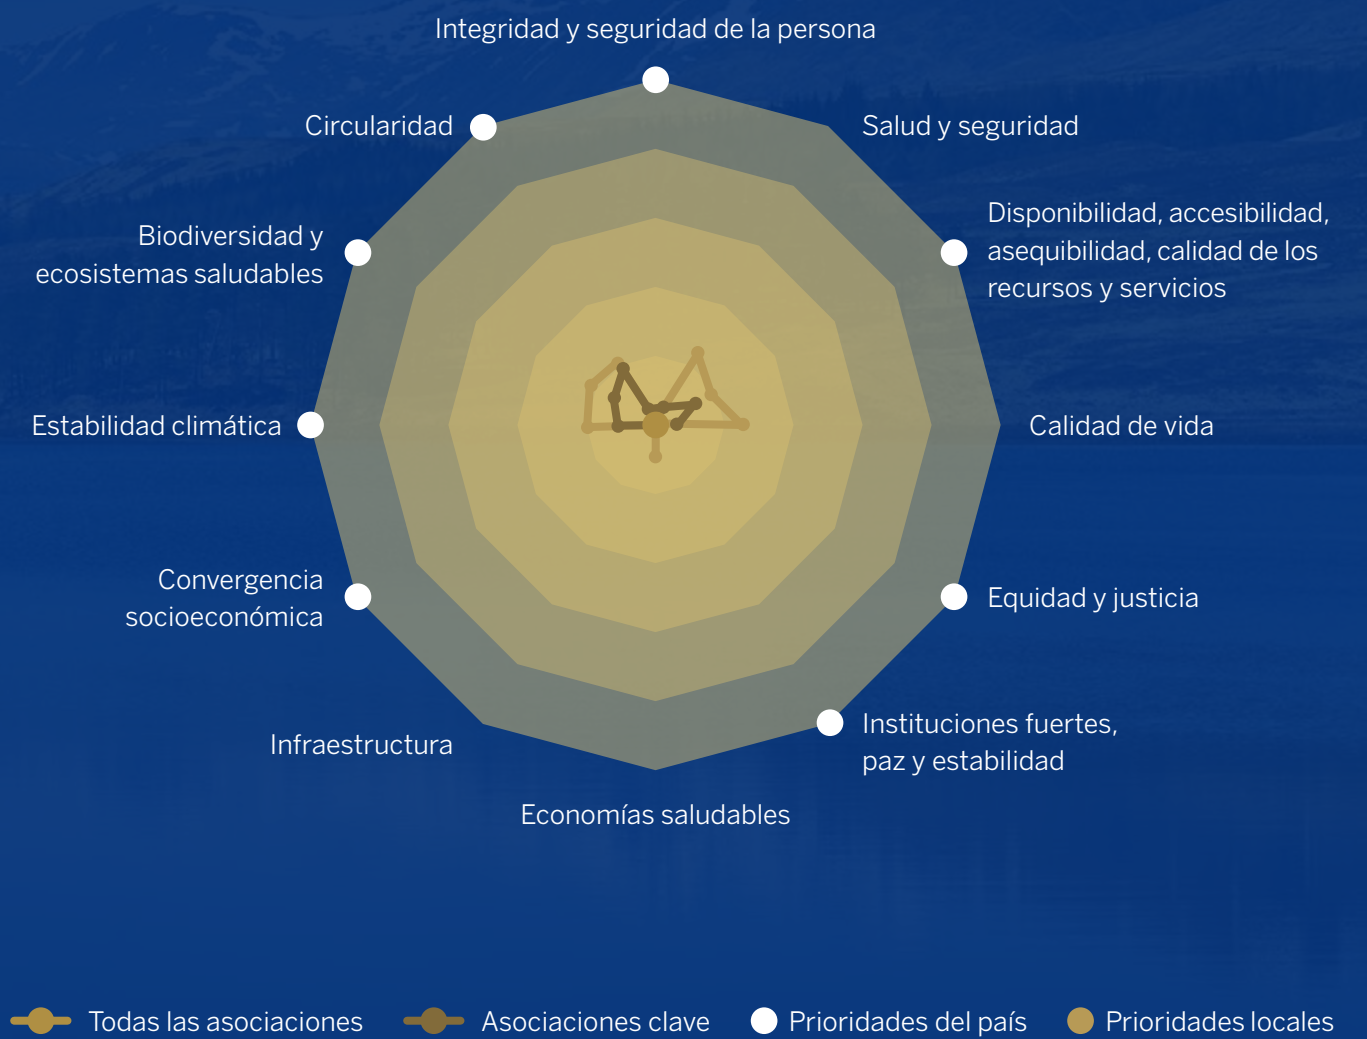 Integridad y seguridad de la persona
Circularidad
Salud y seguridad
Disponibilidad, accesibilidad,
asequibilidad, calidad de los
recursos y servicios
Biodiversidad y
ecosistemas saludables
Estabilidad climática
Calidad de vida
Convergencia
socioeconómica
Equidad y justicia
Infraestructura
Instituciones fuertes,
paz y estabilidad
Economías saludables
Todas las asociaciones
Asociaciones clave
Prioridades del país
Prioridades locales